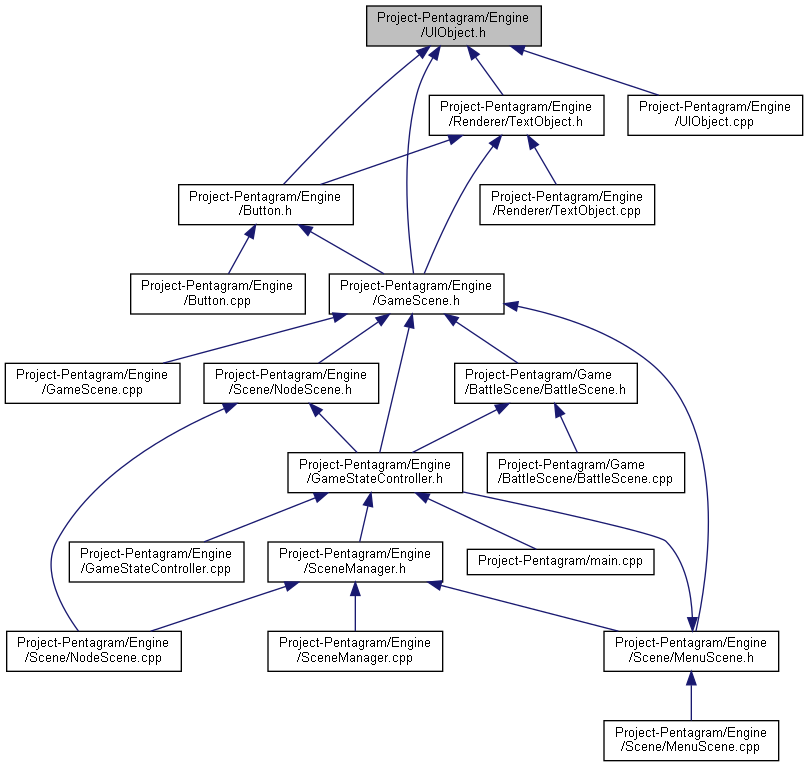 Project-Pentagram/Engine
/UIObject.h
Project-Pentagram/Engine
/Renderer/TextObject.h
Project-Pentagram/Engine
/UIObject.cpp
Project-Pentagram/Engine
/Button.h
Project-Pentagram/Engine
/Renderer/TextObject.cpp
Project-Pentagram/Engine
/Button.cpp
Project-Pentagram/Engine
/GameScene.h
Project-Pentagram/Engine
/GameScene.cpp
Project-Pentagram/Engine
/Scene/NodeScene.h
Project-Pentagram/Game
/BattleScene/BattleScene.h
Project-Pentagram/Engine
/GameStateController.h
Project-Pentagram/Game
/BattleScene/BattleScene.cpp
Project-Pentagram/Engine
/GameStateController.cpp
Project-Pentagram/Engine
/SceneManager.h
Project-Pentagram/main.cpp
Project-Pentagram/Engine
/Scene/NodeScene.cpp
Project-Pentagram/Engine
/SceneManager.cpp
Project-Pentagram/Engine
/Scene/MenuScene.h
Project-Pentagram/Engine
/Scene/MenuScene.cpp